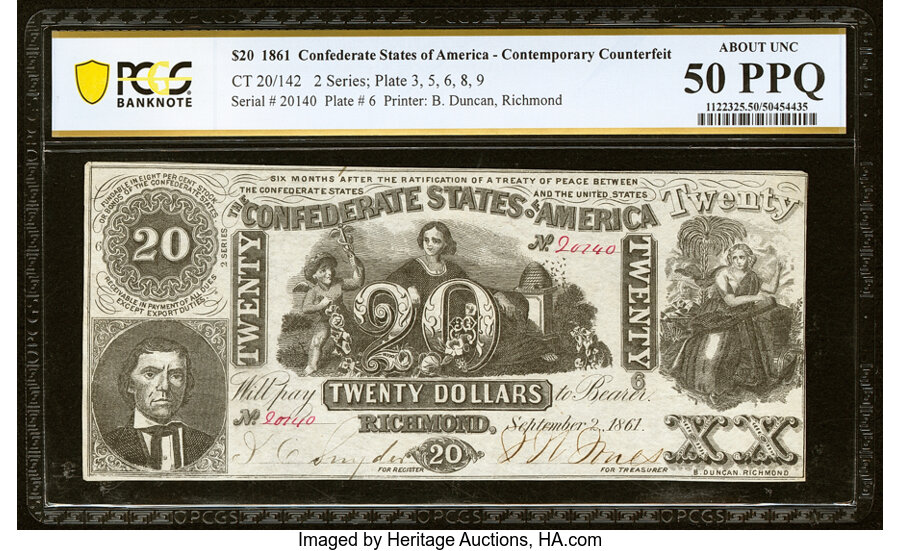 PCGS
BANKNOTE
$20 1861 Confederate States of America - Contemporary Counterfeit
CT 20/142 2 Series; Plate 3, 5, 6, 8, 9
Serial # 20140 Plate # 6 Printer: B. Duncan, Richmond
ABOUT UNC
50 PPQ
1122325.50/50454435
SIX MONTHS AFTER THE RATIFICATION OF A TREATY OF PEACE BETWEEN
THE CONFEDERATE STATES AND THE UNITED STATES
THE CONFEDERATE STATES OF AMERICA
Twenty
FUNDABLE IN EIGHT PER CENT STOCK
OR BONDS OF THE CONFEDERATE STATES
6
20
2 SERIES
RECEIVABLE IN PAYMENT OF ALL DUES
EXCEPT EXPORT DUTIES
TWENTY
No. 20140
20
TWENTY
6
Will pay TWENTY DOLLARS to Bearer.
No 20140
RICHMOND, September 2, 1861.
XX
J C Snyder
FOR REGISTER
20
FOR TREASURER
B. DUNCAN. RICHMOND
PCGS
Imaged by Heritage Auctions, HA.com